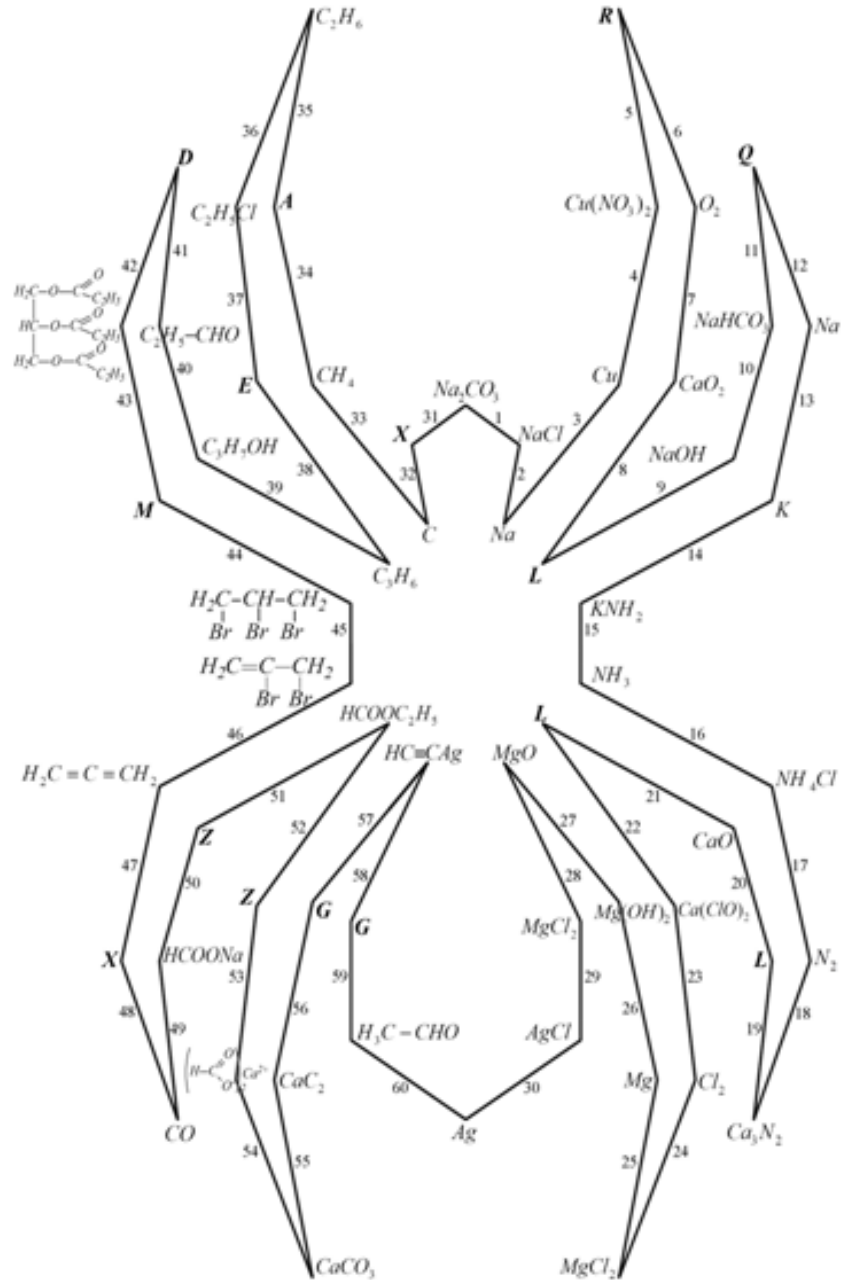 C₂H₆
R
35
5
36
6
D
Q
C₂H₅Cl
A
Cu(NO₃)₂
O₂
41
11
42
12
34
4
37
7
H₂C–O–C
O
C₂H₅
HC–O–C
O
C₂H₅
H₂C–O–C
O
C₂H₅
C₂H₅–CHO
NaHCO₃
Na
40
10
E
CH₄
Na₂CO₃
Cu
CaO₂
43
33
31
1
3
13
X
NaCl
38
C₃H₇OH
32
2
8
NaOH
39
9
M
C
Na
K
44
14
C₃H₆
L
H₂C–CH–CH₂
Br Br Br
45
KNH₂
15
H₂C=C–CH₂
Br Br
NH₃
HCOOC₂H₅
L
46
16
H₂C=C=CH₂
HC≡CAg
MgO
NH₄Cl
51
57
27
21
52
22
Z
CaO
47
58
28
17
50
20
Z
G
G
MgCl₂
Mg(OH)₂
Ca(ClO)₂
X
HCOONa
53
59
29
23
L
N₂
48
56
26
18
49
19
H₃C–CHO
AgCl
(H–C
O
O⁻
2
Ca²⁺
CaC₂
Mg
Cl₂
60
30
CO
Ag
Ca₃N₂
54
55
25
24
CaCO₃
MgCl₂